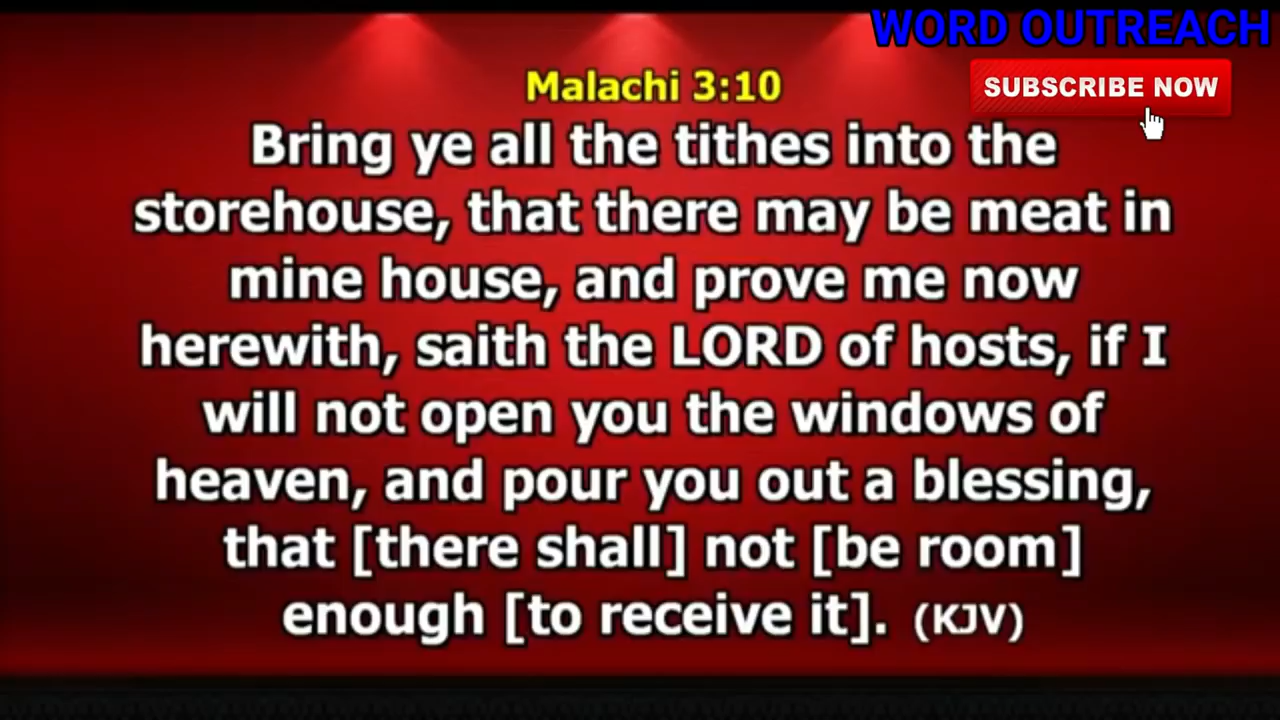 WORD OUTREACH
SUBSCRIBE NOW
Malachi 3:10
Bring ye all the tithes into the
storehouse, that there may be meat in
mine house, and prove me now
herewith, saith the LORD of hosts, if I
will not open you the windows of
heaven, and pour you out a blessing,
that [there shall] not [be room]
enough [to receive it]. (KJV)